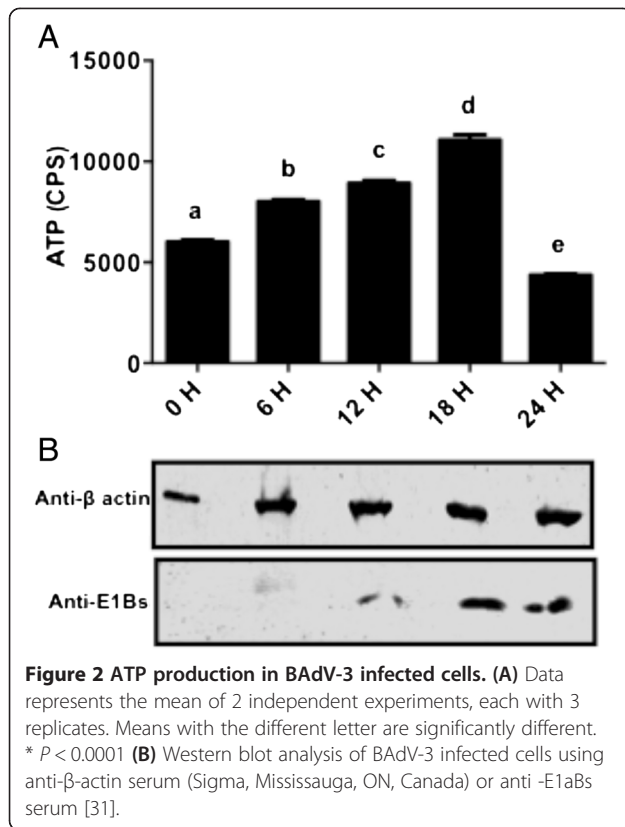 A
15000
10000
5000
0
ATP (CPS)
a
b
c
d
e
0 H
6 H
12 H
18 H
24 H
B
Anti-β actin
Anti-E1Bs
Figure 2 ATP production in BAdV-3 infected cells. (A) Data
represents the mean of 2 independent experiments, each with 3
replicates. Means with the different letter are significantly different.
* P < 0.0001 (B) Western blot analysis of BAdV-3 infected cells using
anti-β-actin serum (Sigma, Mississauga, ON, Canada) or anti -E1aBs
serum [31].